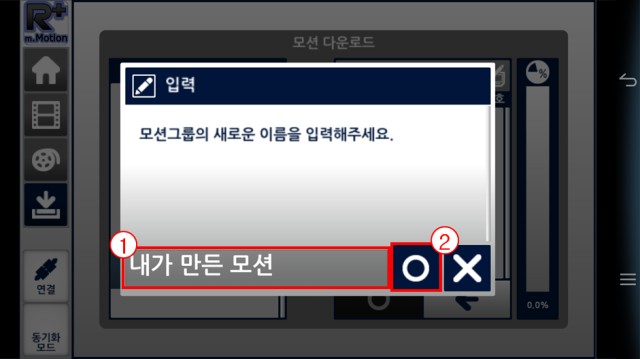 R+
m.Motion
모션 다운로드
입력
%
호
모션그룹의 새로운 이름을 입력해주세요.
1
2
내가 만든 모션
연결
0.0%
동기화
모드